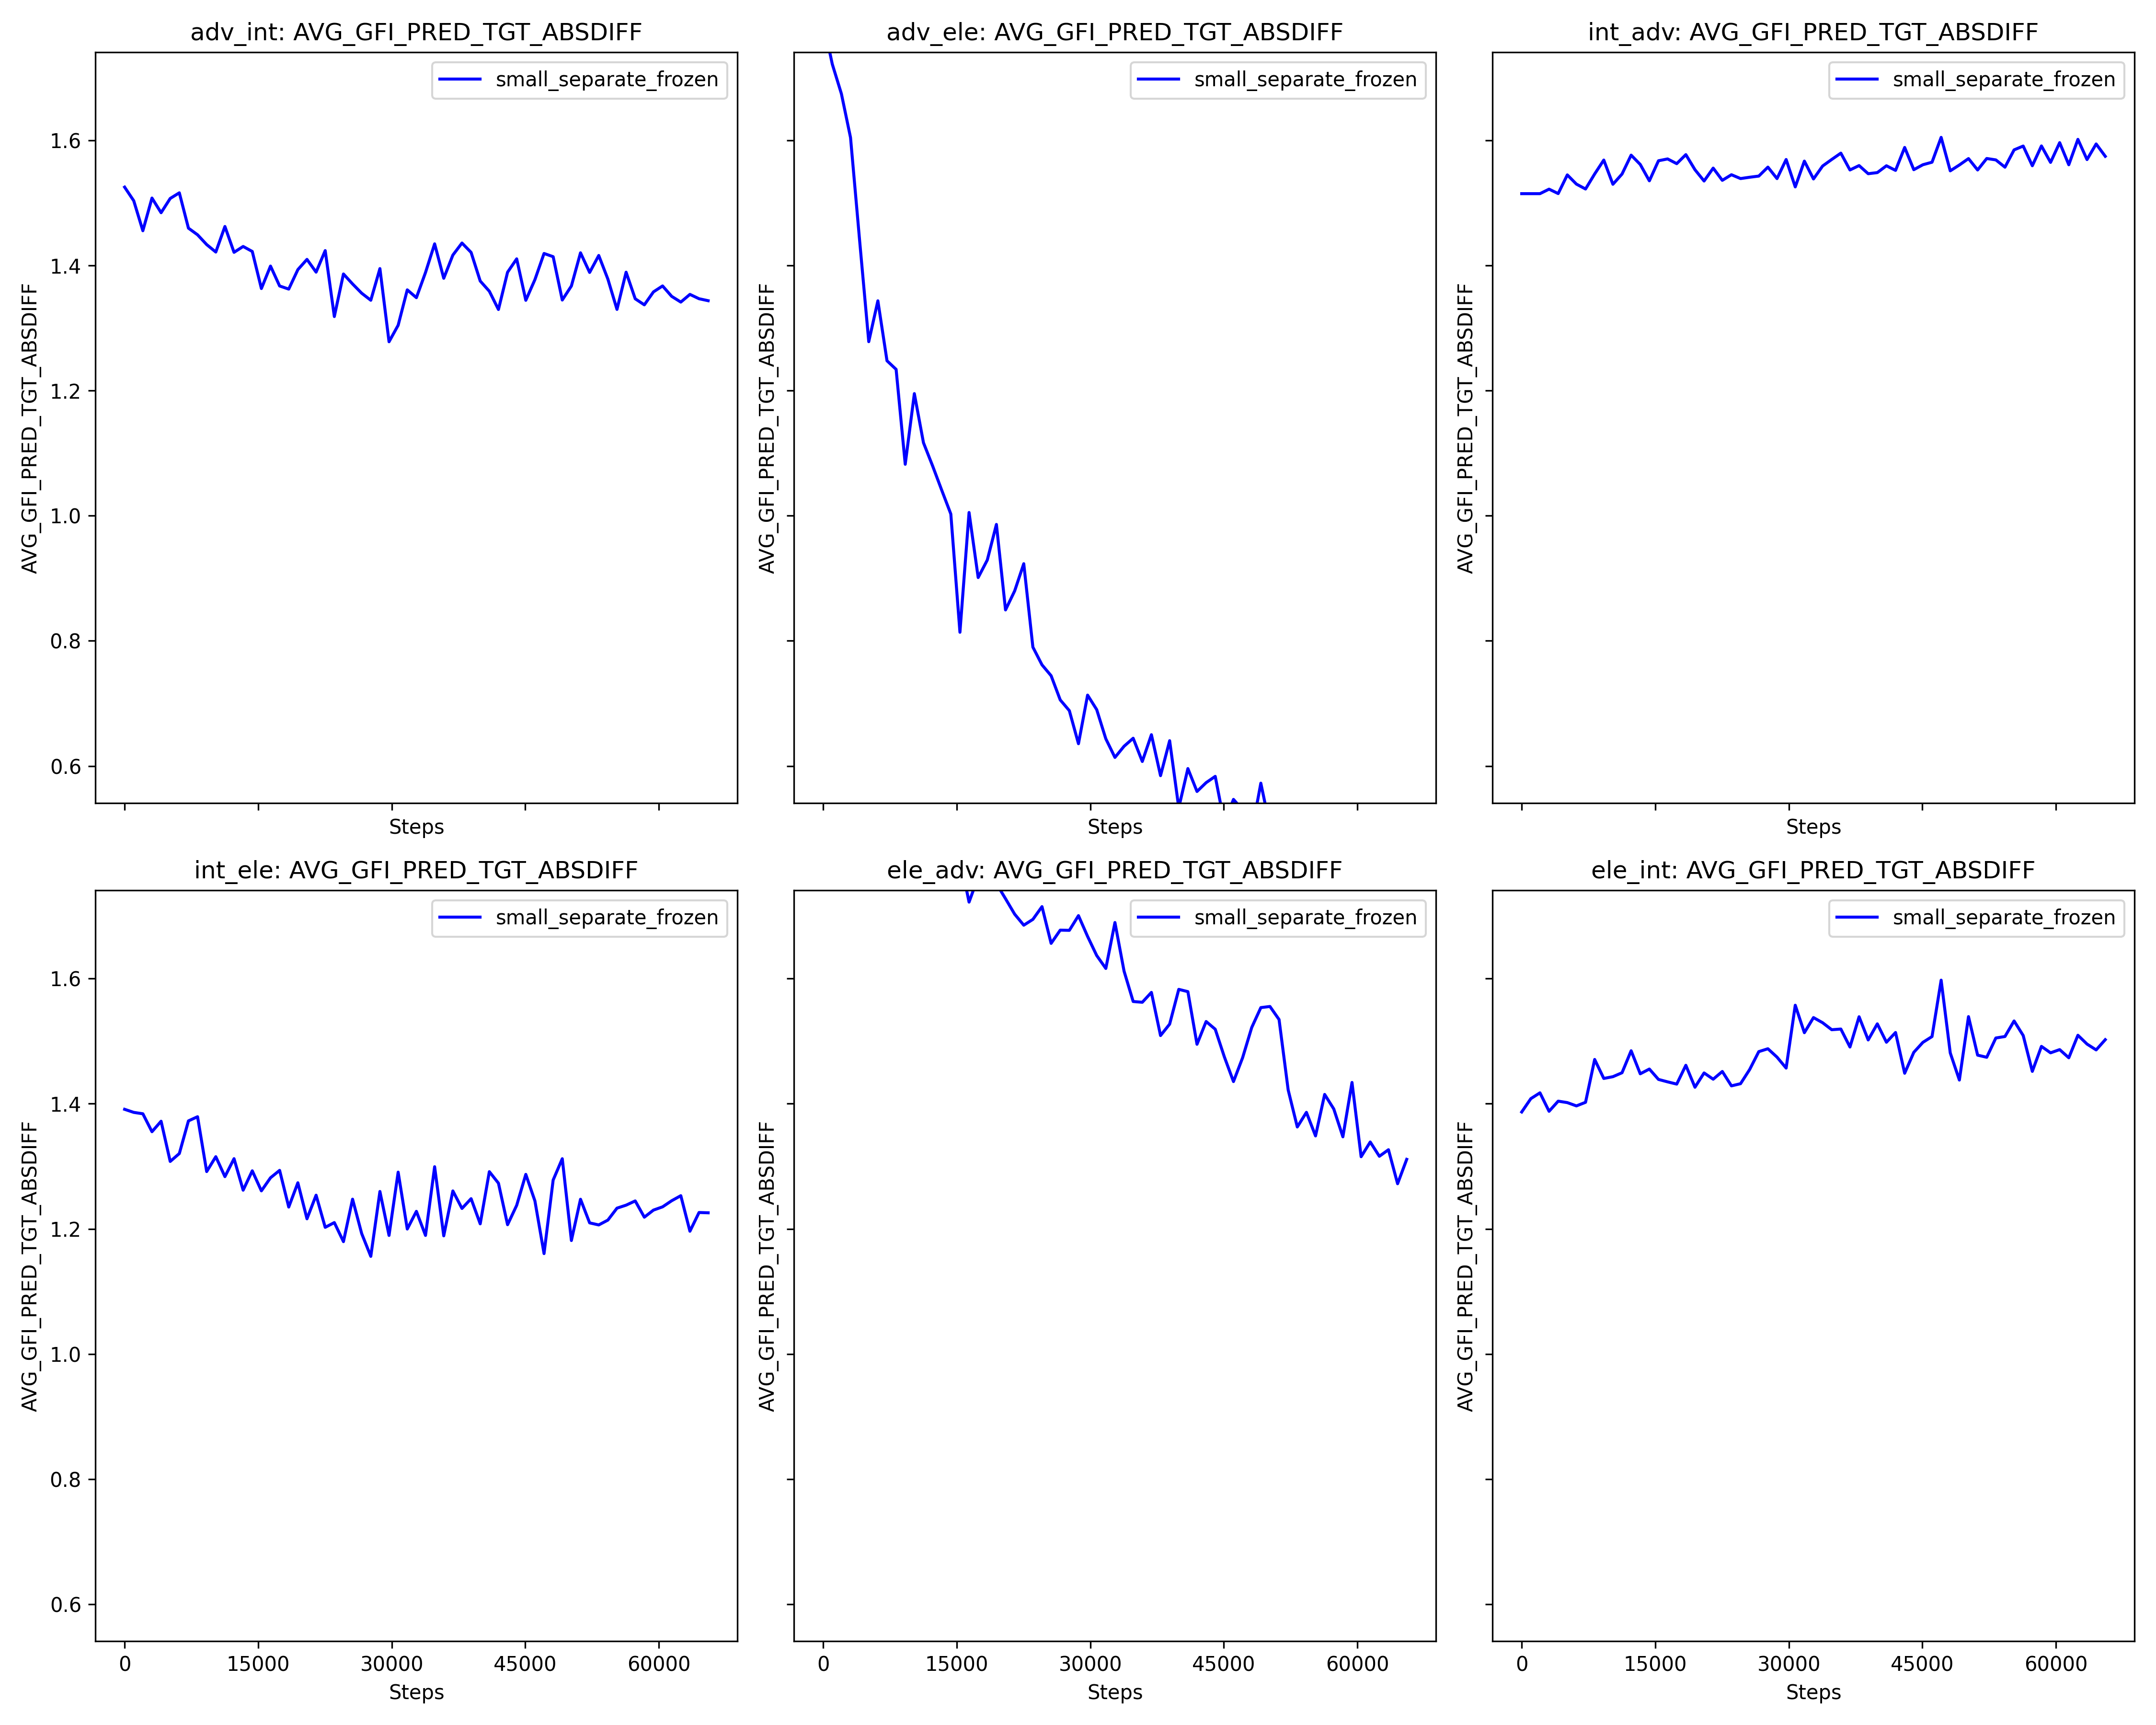 adv_int: AVG_GFI_PRED_TGT_ABSDIFF
adv_ele: AVG_GFI_PRED_TGT_ABSDIFF
int_adv: AVG_GFI_PRED_TGT_ABSDIFF
small_separate_frozen
small_separate_frozen
small_separate_frozen
AVG_GFI_PRED_TGT_ABSDIFF
1.6
1.4
1.2
1.0
0.8
0.6
AVG_GFI_PRED_TGT_ABSDIFF
AVG_GFI_PRED_TGT_ABSDIFF
Steps
Steps
Steps
int_ele: AVG_GFI_PRED_TGT_ABSDIFF
ele_adv: AVG_GFI_PRED_TGT_ABSDIFF
ele_int: AVG_GFI_PRED_TGT_ABSDIFF
small_separate_frozen
small_separate_frozen
small_separate_frozen
AVG_GFI_PRED_TGT_ABSDIFF
1.6
1.4
1.2
1.0
0.8
0.6
AVG_GFI_PRED_TGT_ABSDIFF
AVG_GFI_PRED_TGT_ABSDIFF
0 15000 30000 45000 60000
0 15000 30000 45000 60000
0 15000 30000 45000 60000
Steps
Steps
Steps